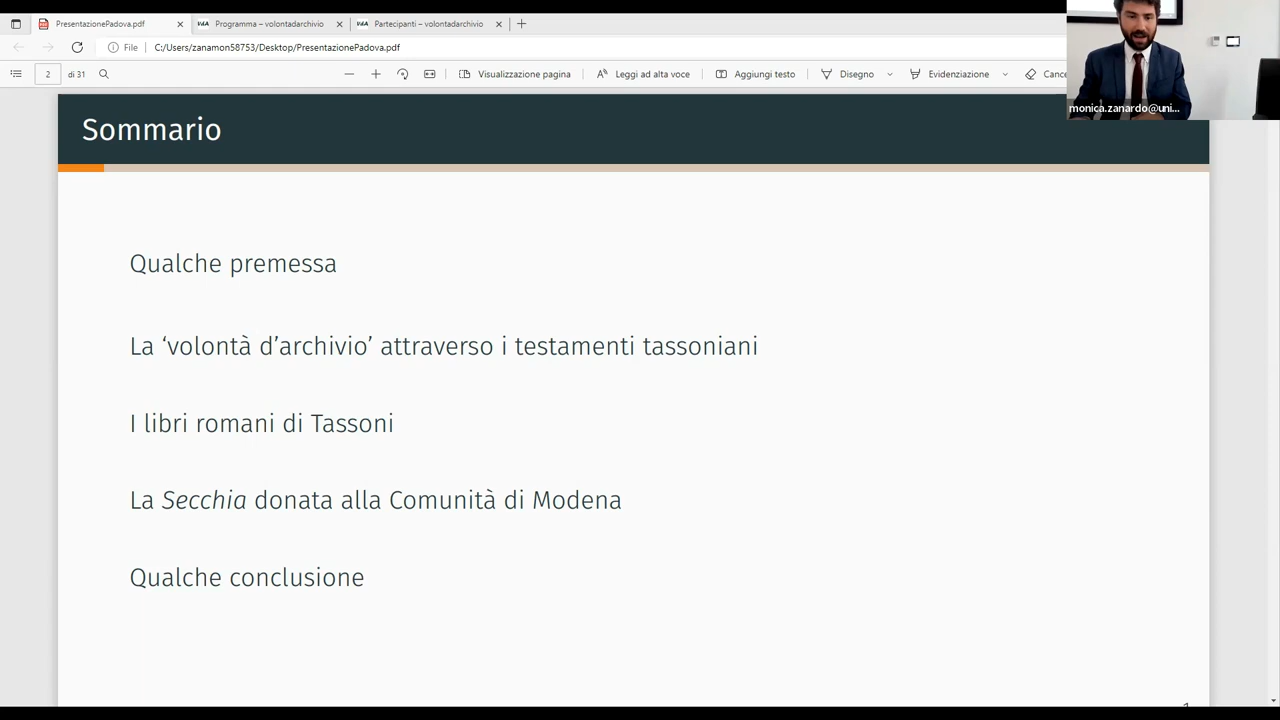 PresentazionePadova.pdf
V&A Programma – volontadarchivio
V&A Partecipanti – volontadarchivio
File C:/Users/zanamon58753/Desktop/PresentazionePadova.pdf
2 di 31 Visualizzazione pagina Leggi ad alta voce Aggiungi testo Disegno Evidenziazione Cance
monica.zanardo@uni...
Sommario
Qualche premessa
La ‘volontà d’archivio’ attraverso i testamenti tassoniani
I libri romani di Tassoni
La Secchia donata alla Comunità di Modena
Qualche conclusione